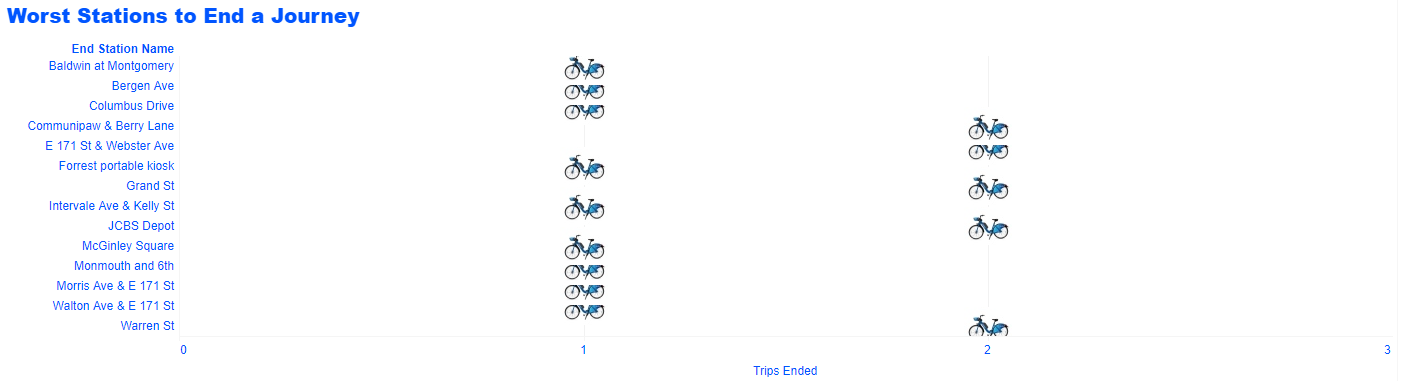 Worst Stations to End a Journey
End Station Name
Baldwin at Montgomery
Bergen Ave
Columbus Drive
Communipaw & Berry Lane
E 171 St & Webster Ave
Forrest portable kiosk
Grand St
Intervale Ave & Kelly St
JCBS Depot
McGinley Square
Monmouth and 6th
Morris Ave & E 171 St
Walton Ave & E 171 St
Warren St
0 1 2 3
Trips Ended